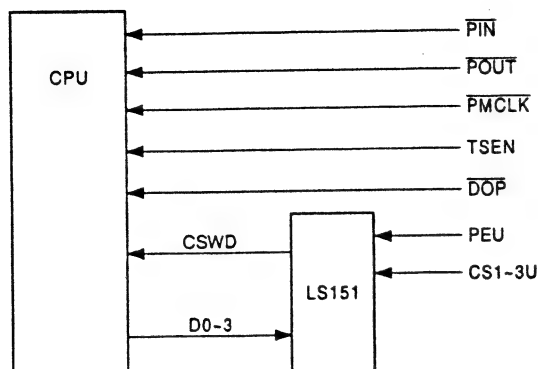 PIN
CPU
POUT
PMCLK
TSEN
DOP
CSWD
PEU
LS151
CS1~3U
D0~3